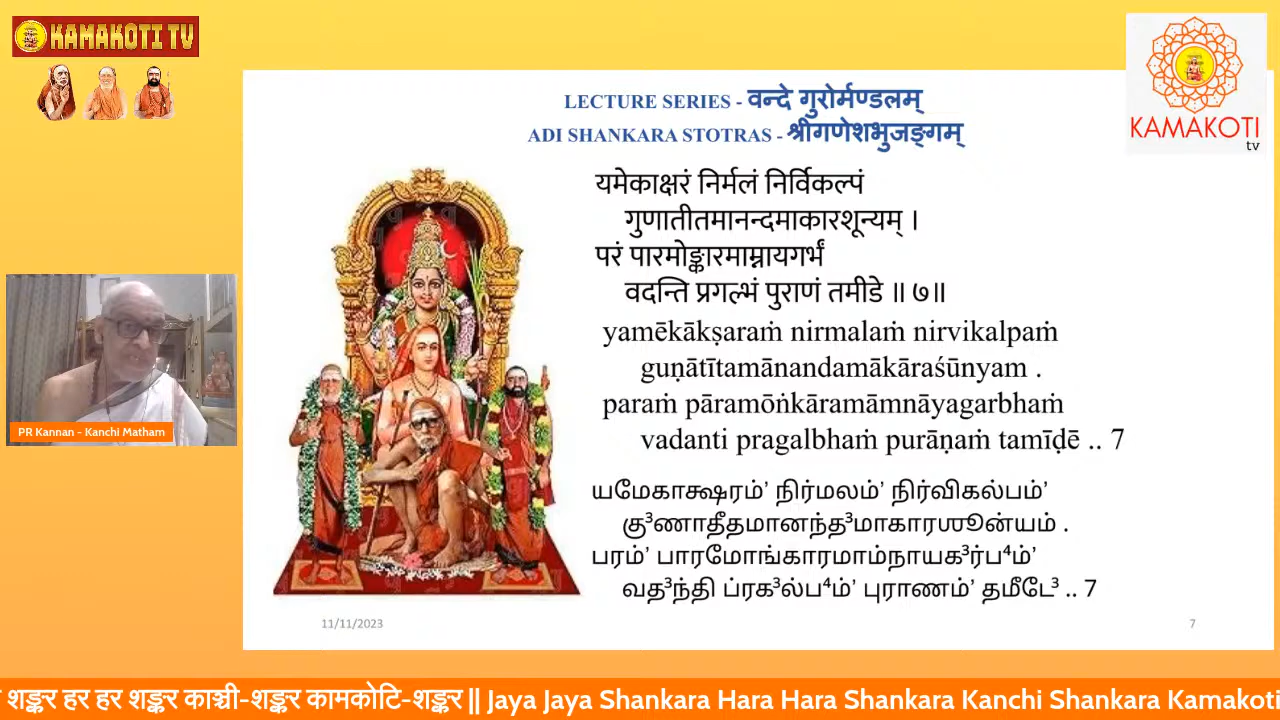 KAMAKOTI TV
KAMAKOTI
tv
LECTURE SERIES - वन्दे गुरोर्मण्डलम्
ADI SHANKARA STOTRAS - श्रीगणेशभुजङ्गम्
यमेकाक्षरं निर्मलं निर्विकल्पं
गुणातीतमानन्दमाकारशून्यम् ।
परं पारमोङ्कारमाम्नायगर्भं
वदन्ति प्रगल्भं पुराणं तमीडे ॥ ७॥
yamēkākṣaraṁ nirmalaṁ nirvikalpaṁ
guṇātītamānandamākāraśūnyam .
paraṁ pāramōṅkāramāmnāyagarbhaṁ
vadanti pragalbhaṁ purāṇaṁ tamīḍē .. 7
யமேகாக்ஷரம்ʼ நிர்மலம்ʼ நிர்விகல்பம்ʼ
கு³ணாதீதமானந்த³மாகாரஶூன்யம் .
பரம்ʼ பாரமோங்காரமாம்நாயக³ர்ப⁴ம்ʼ
வத³ந்தி ப்ரக³ல்ப⁴ம்ʼ புராணம்ʼ தமீடே³ .. 7
PR Kannan - Kanchi Matham
11/11/2023
7
शङ्कर हर हर शङ्कर काञ्ची-शङ्कर कामकोटि-शङ्कर || Jaya Jaya Shankara Hara Hara Shankara Kanchi Shankara Kamakoti